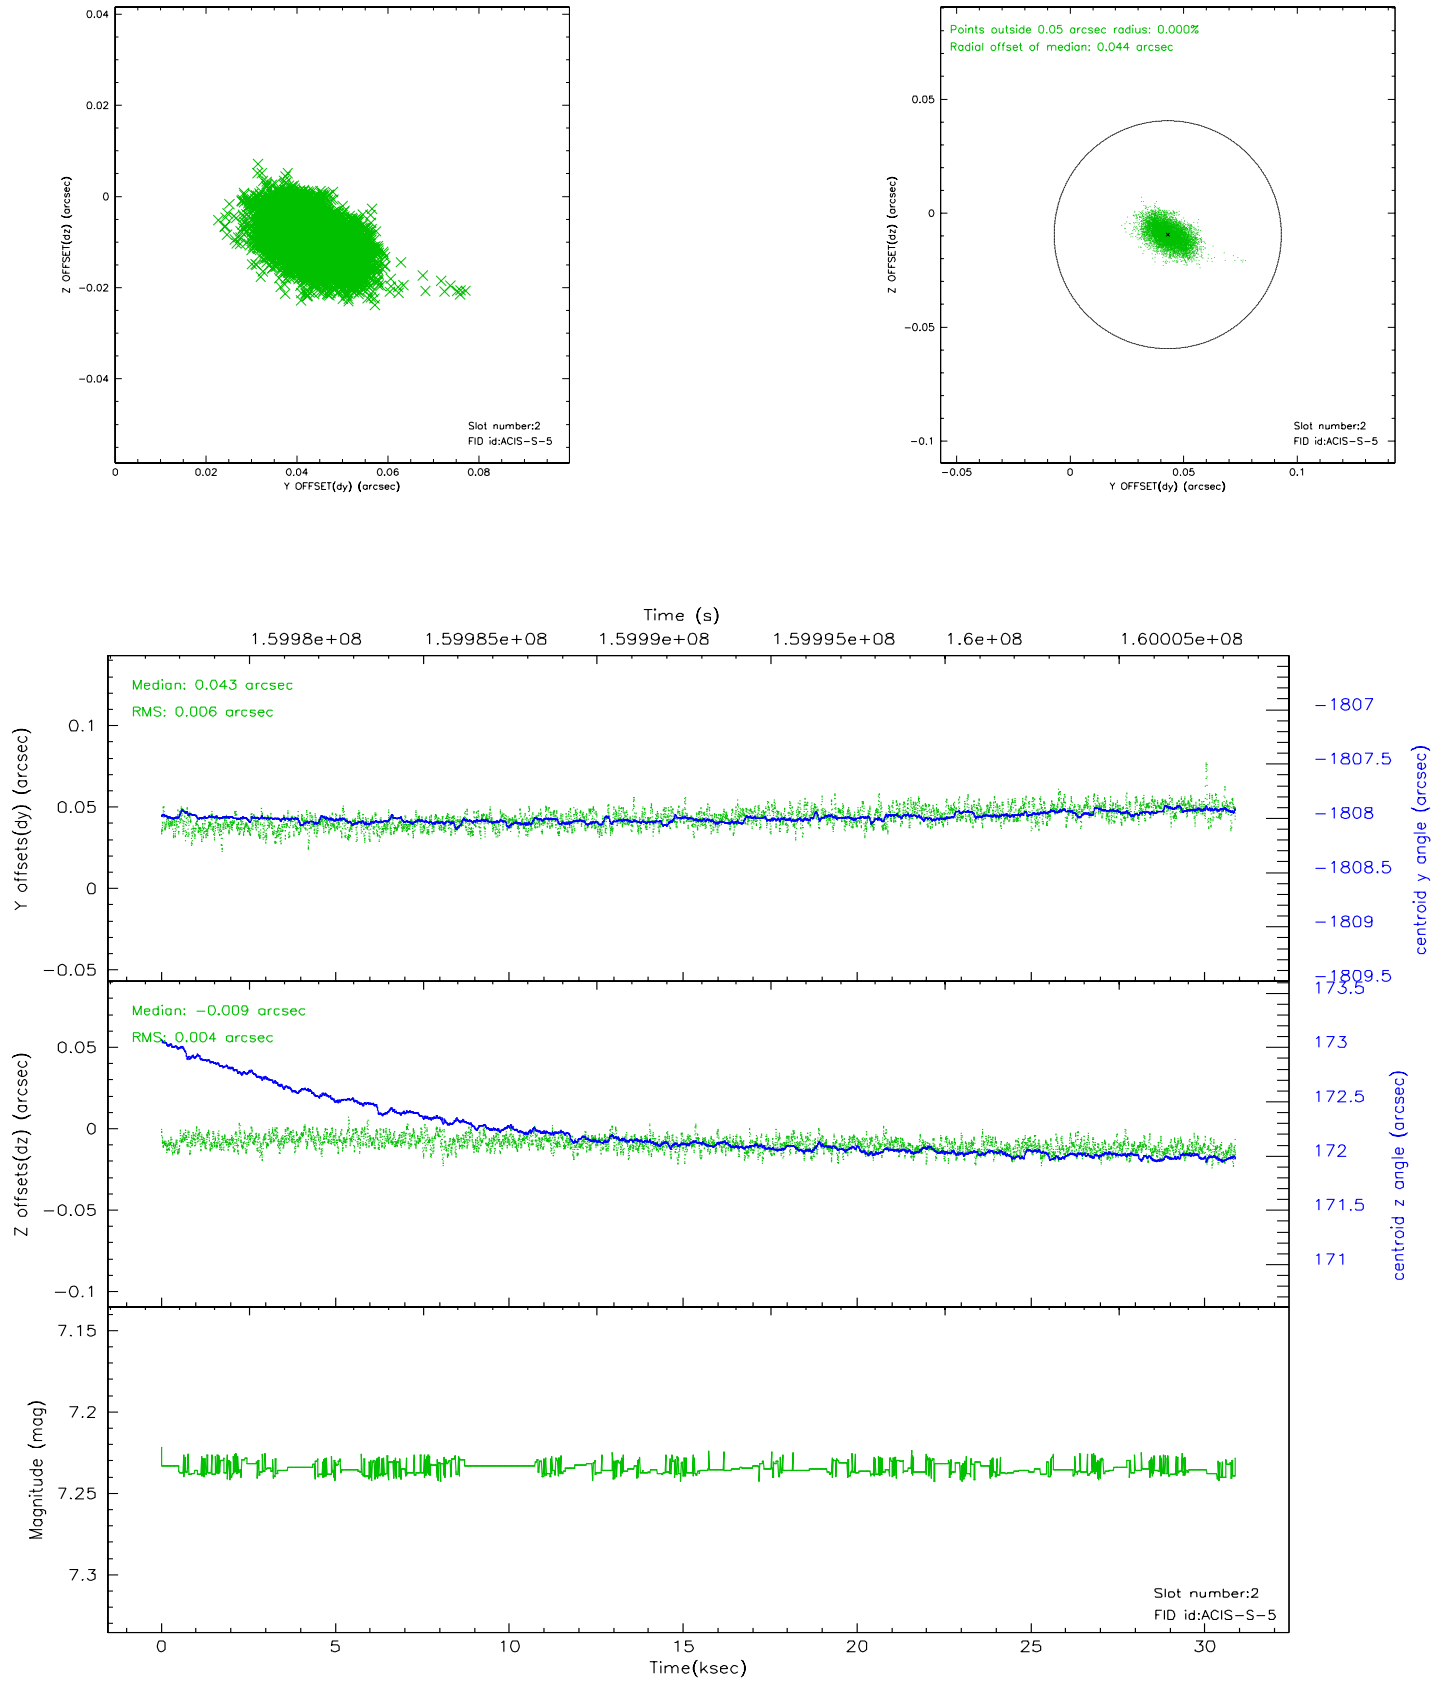 0.04
0.02
0
−0.02
−0.04
Z OFFSET(dz) (arcsec)
Slot number:2
FID id:ACIS−S−5
0
0.02
0.04
0.06
0.08
Y OFFSET(dy) (arcsec)
Points outside 0.05 arcsec radius: 0.000%
Radial offset of median: 0.044 arcsec
0.05
0
−0.05
−0.1
Z OFFSET(dz) (arcsec)
Slot number:2
FID id:ACIS−S−5
−0.05
0
0.05
0.1
Y OFFSET(dy) (arcsec)
Time (s)
1.5998e+08
1.59985e+08
1.5999e+08
1.59995e+08
1.6e+08
1.60005e+08
Median: 0.043 arcsec
RMS: 0.006 arcsec
0.1
0.05
0
−0.05
Y offsets(dy) (arcsec)
−1807
−1807.5
−1808
−1808.5
−1809
−1809.5
centroid y angle (arcsec)
Median: −0.009 arcsec
RMS: 0.004 arcsec
0.05
0
−0.05
−0.1
Z offsets(dz) (arcsec)
173.5
173
172.5
172
171.5
171
centroid z angle (arcsec)
7.15
7.2
7.25
7.3
Magnitude (mag)
Slot number:2
FID id:ACIS−S−5
0
5
10
15
20
25
30
Time(ksec)